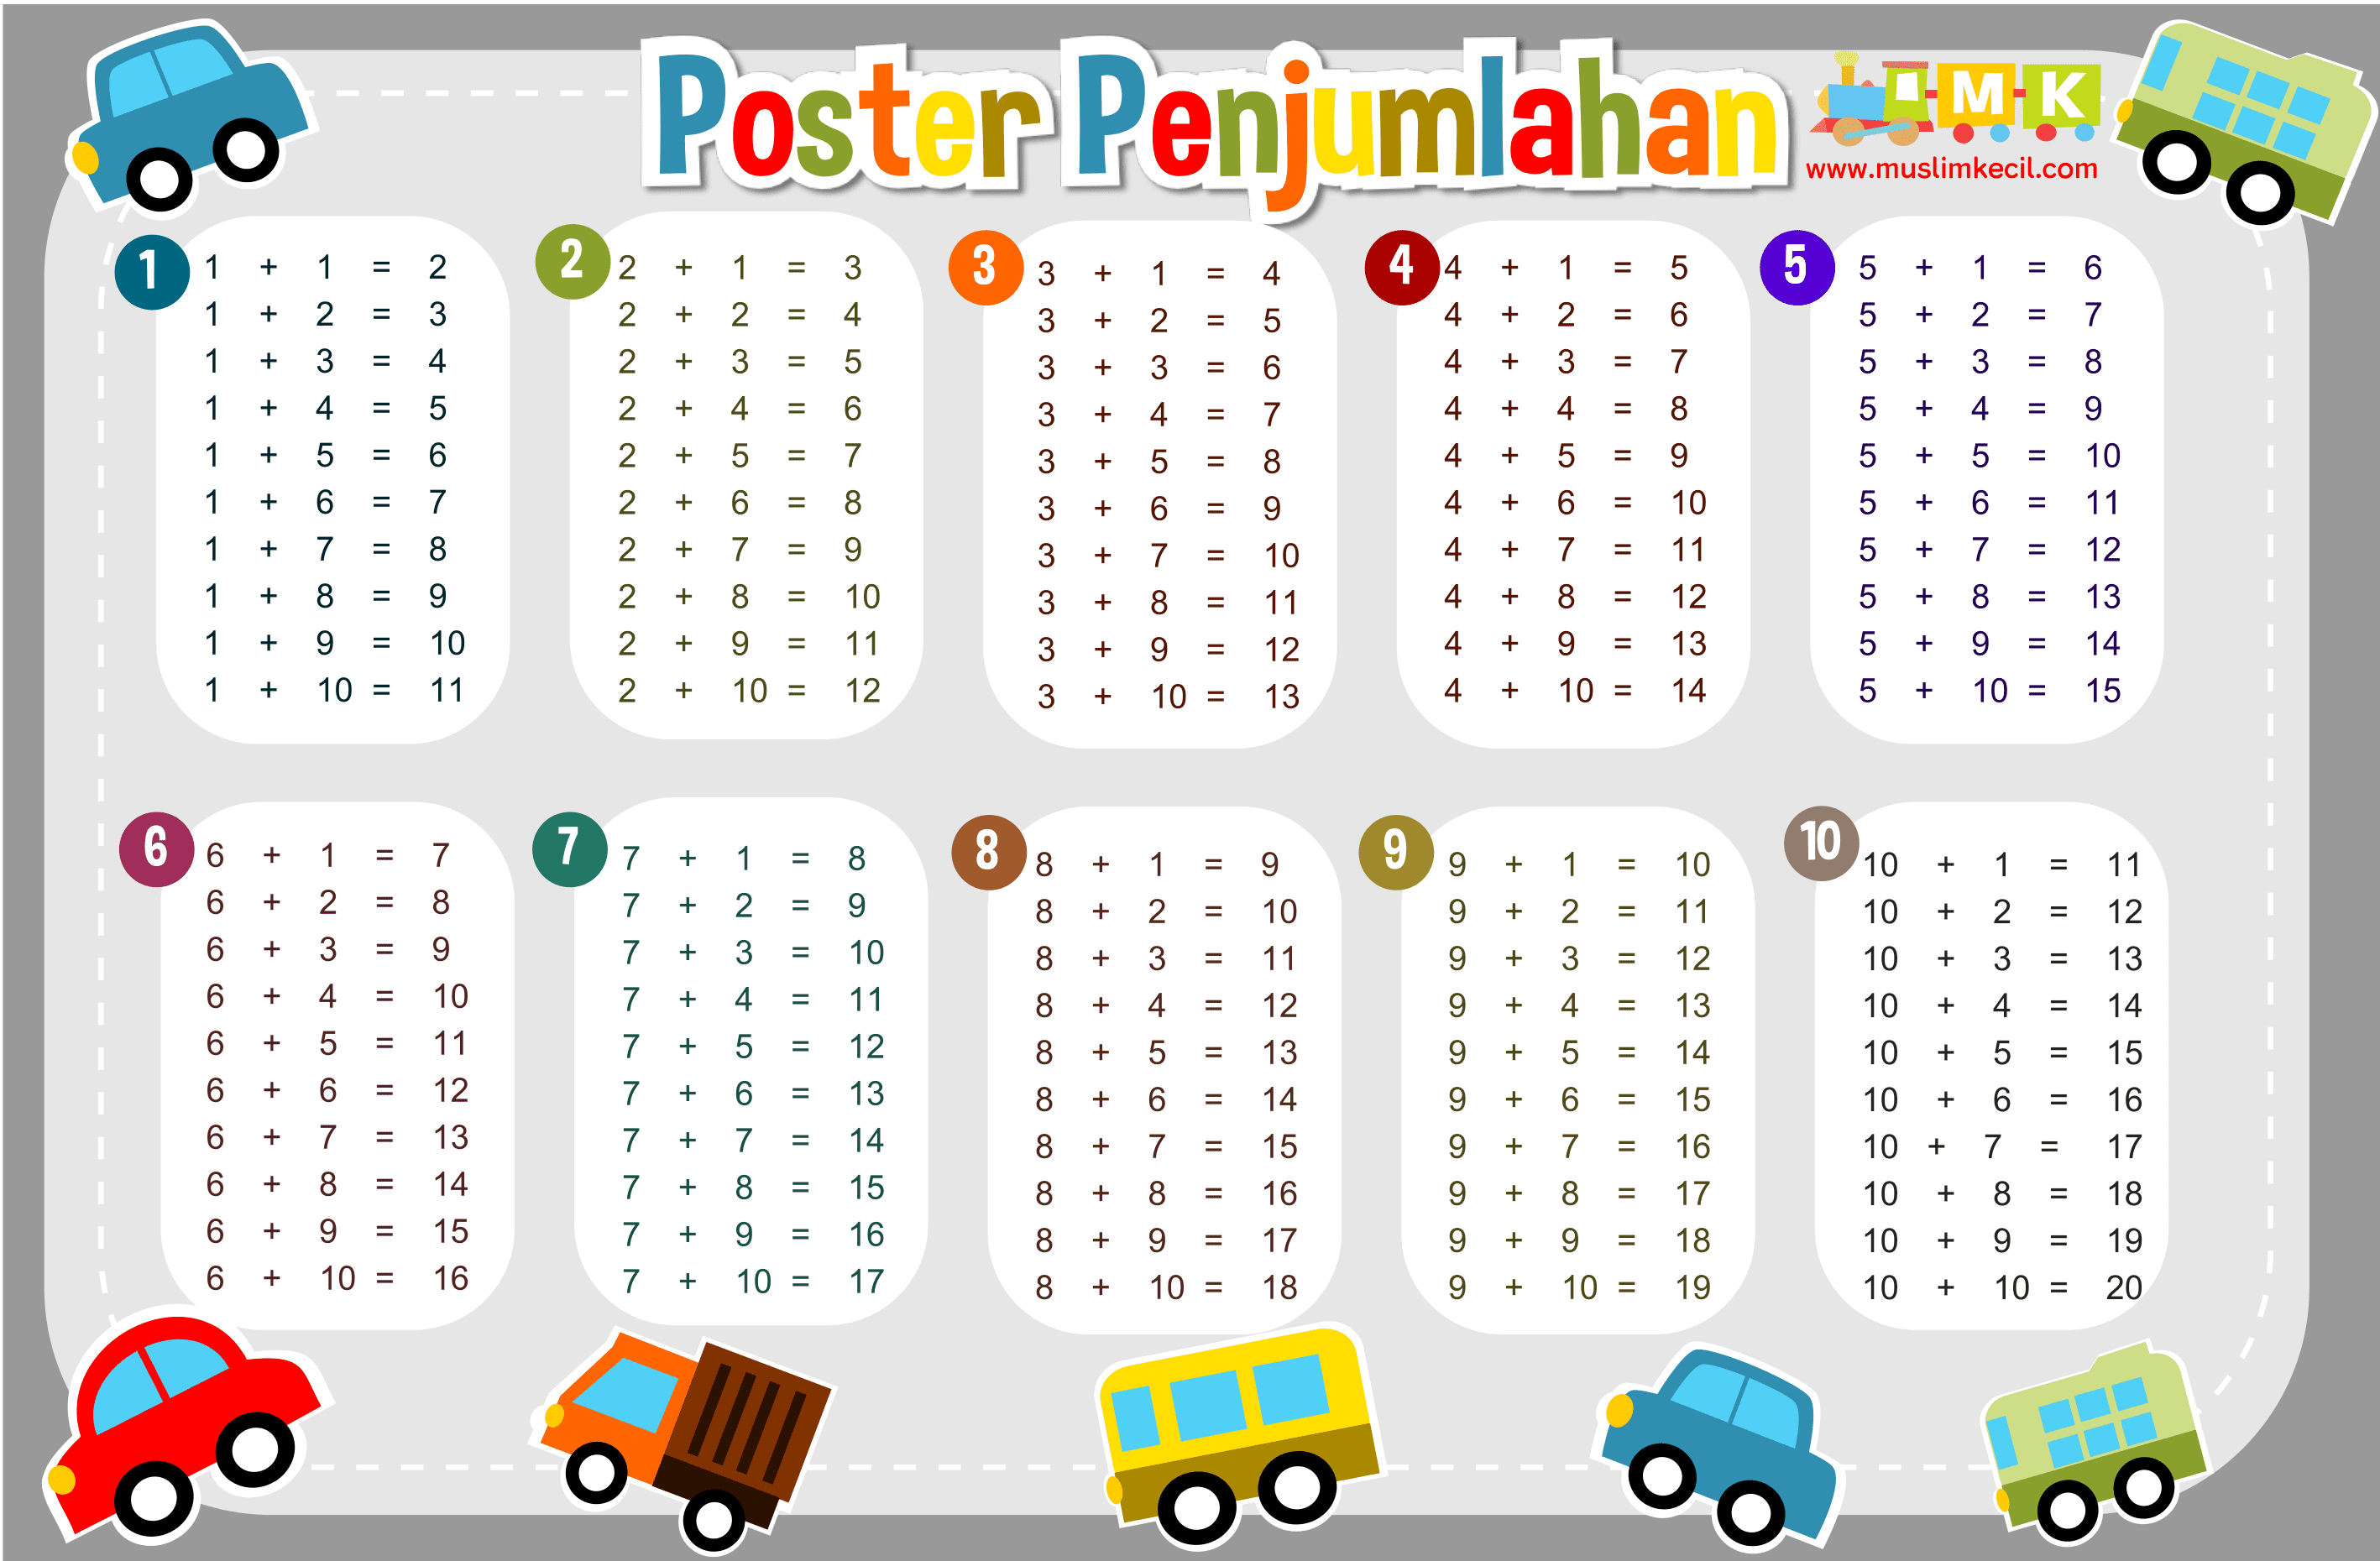 Poster Penjumlahan
MK
www.muslimkecil.com
1
1 + 1 = 2
1 + 2 = 3
1 + 3 = 4
1 + 4 = 5
1 + 5 = 6
1 + 6 = 7
1 + 7 = 8
1 + 8 = 9
1 + 9 = 10
1 + 10 = 11
2
2 + 1 = 3
2 + 2 = 4
2 + 3 = 5
2 + 4 = 6
2 + 5 = 7
2 + 6 = 8
2 + 7 = 9
2 + 8 = 10
2 + 9 = 11
2 + 10 = 12
3
3 + 1 = 4
3 + 2 = 5
3 + 3 = 6
3 + 4 = 7
3 + 5 = 8
3 + 6 = 9
3 + 7 = 10
3 + 8 = 11
3 + 9 = 12
3 + 10 = 13
4
4 + 1 = 5
4 + 2 = 6
4 + 3 = 7
4 + 4 = 8
4 + 5 = 9
4 + 6 = 10
4 + 7 = 11
4 + 8 = 12
4 + 9 = 13
4 + 10 = 14
5
5 + 1 = 6
5 + 2 = 7
5 + 3 = 8
5 + 4 = 9
5 + 5 = 10
5 + 6 = 11
5 + 7 = 12
5 + 8 = 13
5 + 9 = 14
5 + 10 = 15
6
6 + 1 = 7
6 + 2 = 8
6 + 3 = 9
6 + 4 = 10
6 + 5 = 11
6 + 6 = 12
6 + 7 = 13
6 + 8 = 14
6 + 9 = 15
6 + 10 = 16
7
7 + 1 = 8
7 + 2 = 9
7 + 3 = 10
7 + 4 = 11
7 + 5 = 12
7 + 6 = 13
7 + 7 = 14
7 + 8 = 15
7 + 9 = 16
7 + 10 = 17
8
8 + 1 = 9
8 + 2 = 10
8 + 3 = 11
8 + 4 = 12
8 + 5 = 13
8 + 6 = 14
8 + 7 = 15
8 + 8 = 16
8 + 9 = 17
8 + 10 = 18
9
9 + 1 = 10
9 + 2 = 11
9 + 3 = 12
9 + 4 = 13
9 + 5 = 14
9 + 6 = 15
9 + 7 = 16
9 + 8 = 17
9 + 9 = 18
9 + 10 = 19
10
10 + 1 = 11
10 + 2 = 12
10 + 3 = 13
10 + 4 = 14
10 + 5 = 15
10 + 6 = 16
10 + 7 = 17
10 + 8 = 18
10 + 9 = 19
10 + 10 = 20